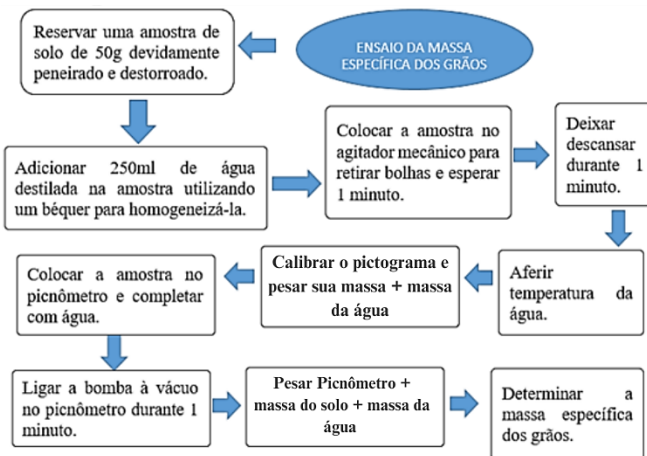 ENSAIO DA MASSA
ESPECÍFICA DOS GRÃOS
Reservar uma amostra de
solo de 50g devidamente
peneirado e destorroado.
Adicionar 250ml de água
destilada na amostra utilizando
um béquer para homogeneizá-la.
Colocar a amostra no
agitador mecânico para
retirar bolhas e esperar
1 minuto.
Deixar
descansar
durante 1
minuto.
Aferir
temperatura da
água.
Calibrar o pictograma e
pesar sua massa + massa
da água
Colocar a amostra no
picnômetro e completar
com água.
Ligar a bomba à vácuo
no picnômetro durante 1
minuto.
Pesar Picnômetro +
massa do solo + massa da
água
Determinar a
massa específica
dos grãos.